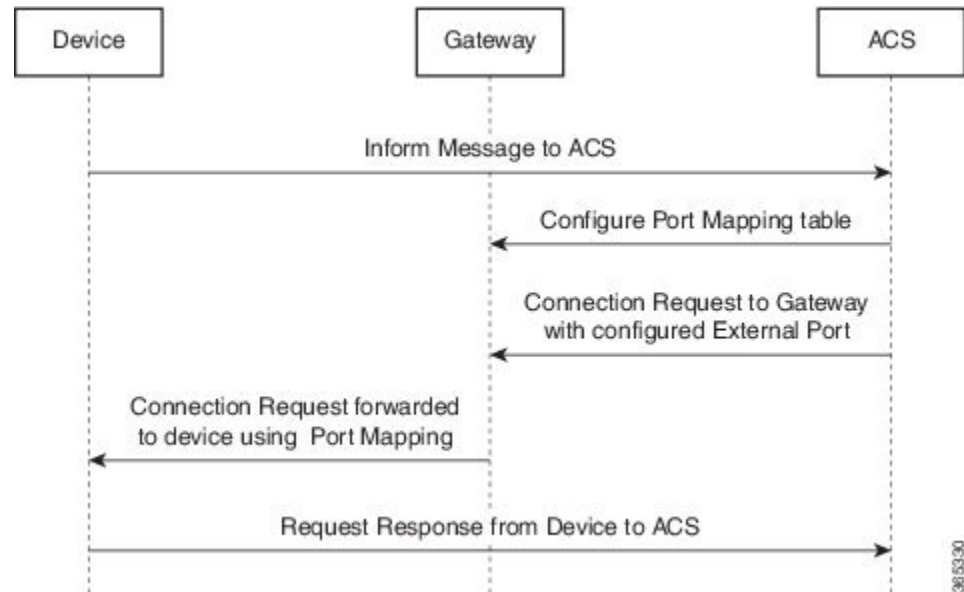 Device
Gateway
ACS
Inform Message to ACS
Configure Port Mapping table
Connection Request to Gateway
with configured External Port
Connection Request forwarded
to device using Port Mapping
Request Response from Device to ACS
365330